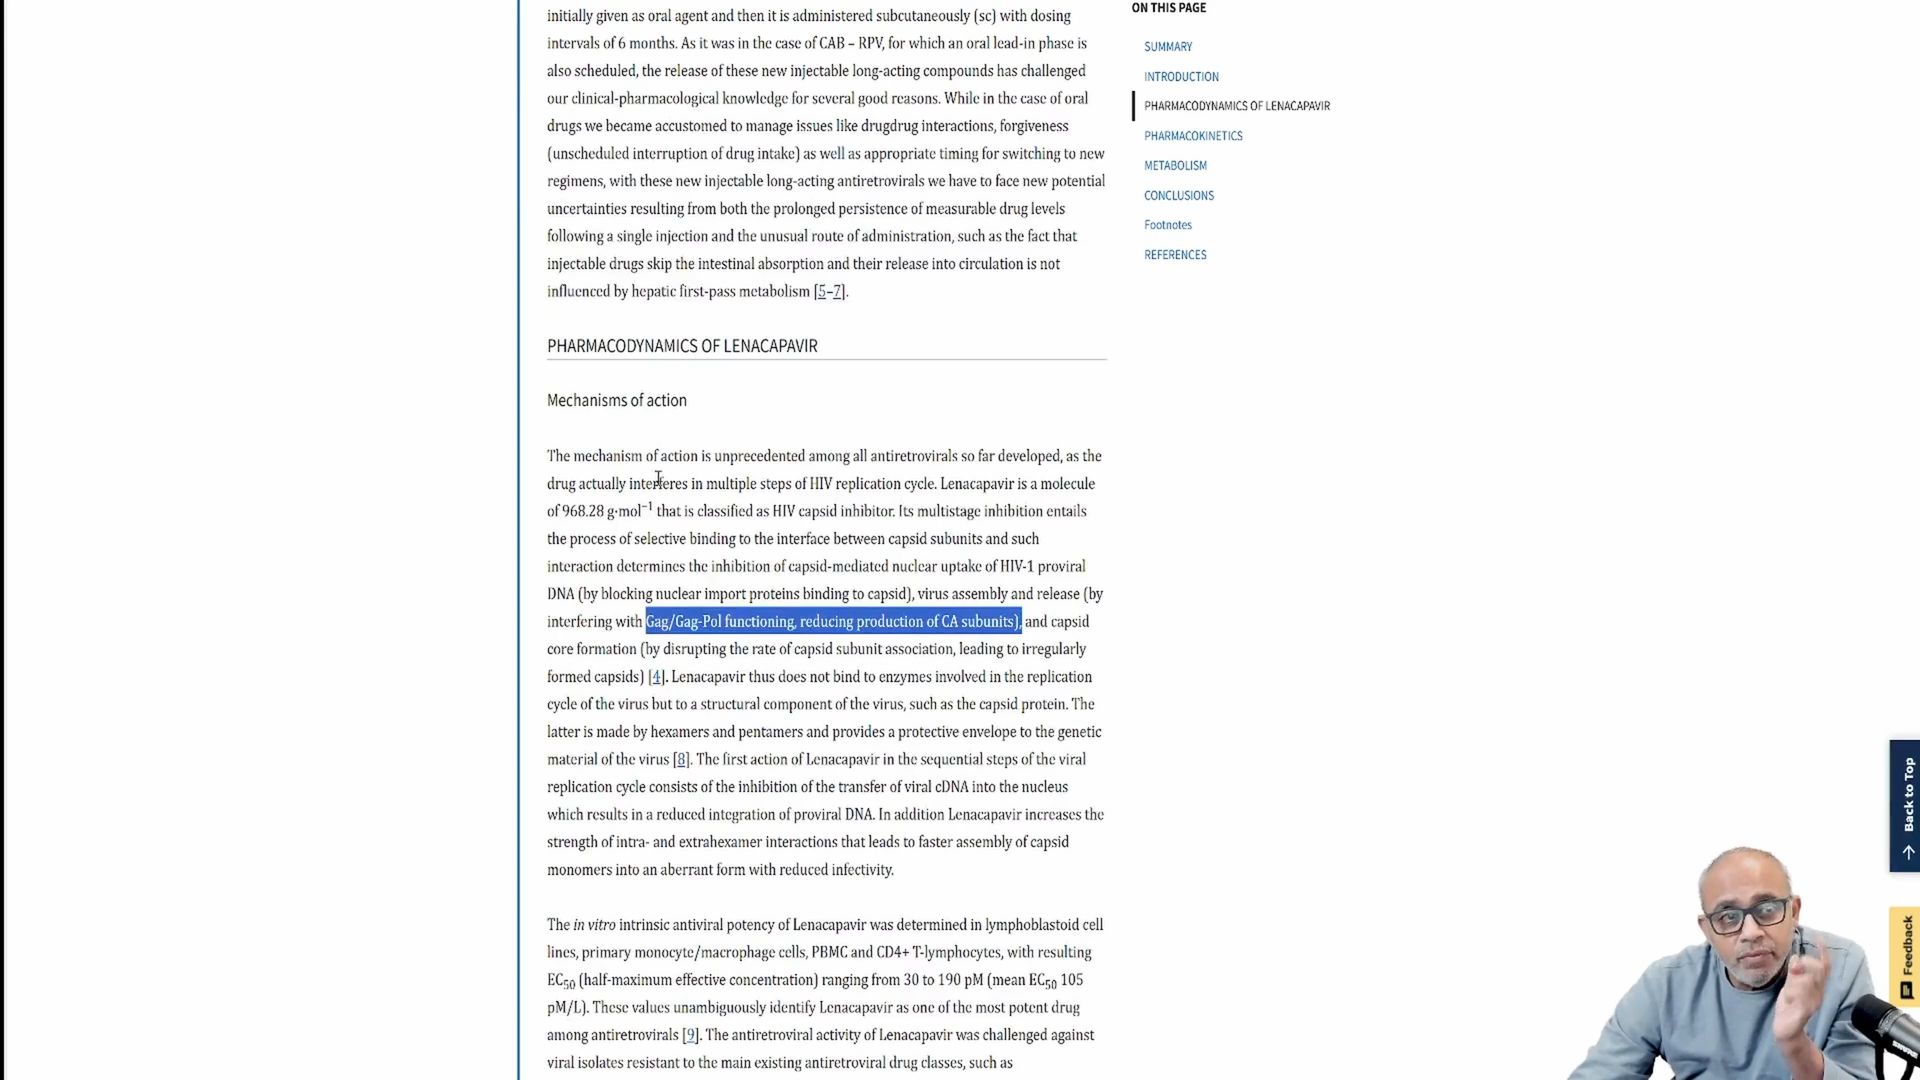 initially given as oral agent and then it is administered subcutaneously (sc) with dosing
intervals of 6 months. As it was in the case of CAB – RPV, for which an oral lead-in phase is
also scheduled, the release of these new injectable long-acting compounds has challenged
our clinical-pharmacological knowledge for several good reasons. While in the case of oral
drugs we became accustomed to manage issues like drugdrug interactions, forgiveness
(unscheduled interruption of drug intake) as well as appropriate timing for switching to new
regimens, with these new injectable long-acting antiretrovirals we have to face new potential
uncertainties resulting from both the prolonged persistence of measurable drug levels
following a single injection and the unusual route of administration, such as the fact that
injectable drugs skip the intestinal absorption and their release into circulation is not
influenced by hepatic first-pass metabolism [5–7].
PHARMACODYNAMICS OF LENACAPAVIR
Mechanisms of action
The mechanism of action is unprecedented among all antiretrovirals so far developed, as the
drug actually interferes in multiple steps of HIV replication cycle. Lenacapavir is a molecule
of 968.28 g·mol−1 that is classified as HIV capsid inhibitor. Its multistage inhibition entails
the process of selective binding to the interface between capsid subunits and such
interaction determines the inhibition of capsid-mediated nuclear uptake of HIV-1 proviral
DNA (by blocking nuclear import proteins binding to capsid), virus assembly and release (by
interfering with Gag/Gag-Pol functioning, reducing production of CA subunits), and capsid
core formation (by disrupting the rate of capsid subunit association, leading to irregularly
formed capsids) [4]. Lenacapavir thus does not bind to enzymes involved in the replication
cycle of the virus but to a structural component of the virus, such as the capsid protein. The
latter is made by hexamers and pentamers and provides a protective envelope to the genetic
material of the virus [8]. The first action of Lenacapavir in the sequential steps of the viral
replication cycle consists of the inhibition of the transfer of viral cDNA into the nucleus
which results in a reduced integration of proviral DNA. In addition Lenacapavir increases the
strength of intra- and extrahexamer interactions that leads to faster assembly of capsid
monomers into an aberrant form with reduced infectivity.
The in vitro intrinsic antiviral potency of Lenacapavir was determined in lymphoblastoid cell
lines, primary monocyte/macrophage cells, PBMC and CD4+ T-lymphocytes, with resulting
EC50 (half-maximum effective concentration) ranging from 30 to 190 pM (mean EC50 105
pM/L). These values unambiguously identify Lenacapavir as one of the most potent drug
among antiretrovirals [9]. The antiretroviral activity of Lenacapavir was challenged against
viral isolates resistant to the main existing antiretroviral drug classes, such as
ON THIS PAGE
SUMMARY
INTRODUCTION
PHARMACODYNAMICS OF LENACAPAVIR
PHARMACOKINETICS
METABOLISM
CONCLUSIONS
Footnotes
REFERENCES
Back to Top
Feedback